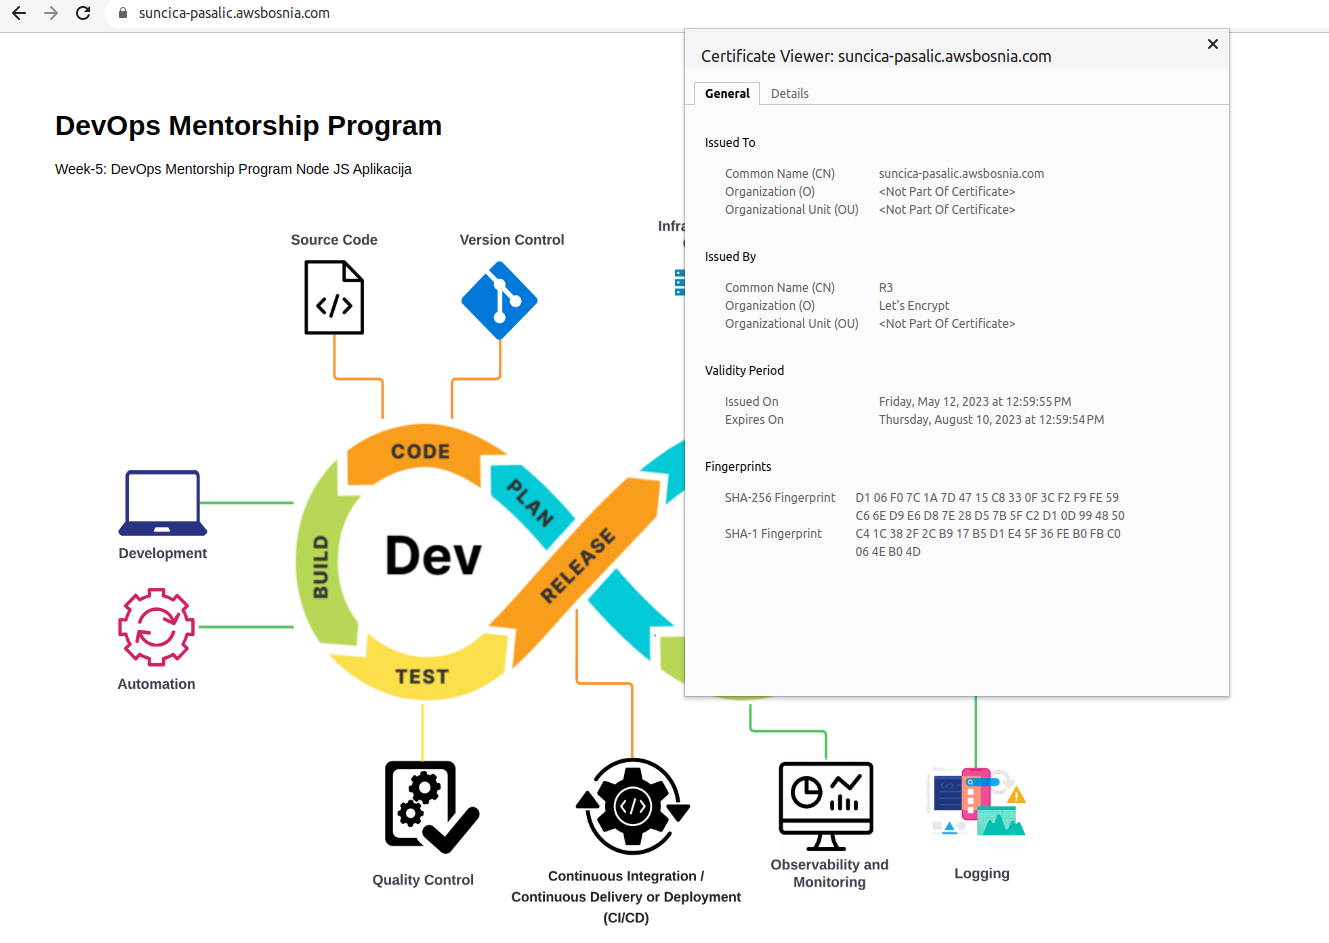 suncica-pasalic.awsbosnia.com
DevOps Mentorship Program
Week-5: DevOps Mentorship Program Node JS Aplikacija
Certificate Viewer: suncica-pasalic.awsbosnia.com
General Details
Issued To
Common Name (CN) suncica-pasalic.awsbosnia.com
Organization (O) <Not Part Of Certificate>
Organizational Unit (OU) <Not Part Of Certificate>
Issued By
Common Name (CN) R3
Organization (O) Let's Encrypt
Organizational Unit (OU) <Not Part Of Certificate>
Validity Period
Issued On Friday, May 12, 2023 at 12:59:55 PM
Expires On Thursday, August 10, 2023 at 12:59:54 PM
Fingerprints
SHA-256 Fingerprint D1 06 F0 7C 1A 7D 47 15 C8 33 0F 3C F2 F9 FE 59
C6 6E D9 E6 D8 7E 28 D5 7B 5F C2 D1 0D 99 48 50
SHA-1 Fingerprint C4 1C 38 2F 2C B9 17 B5 D1 E4 5F 36 FE B0 FB C0
06 4E B0 4D
Source Code
Version Control
Infra
CODE
PLAN
Dev
BUILD
RELEASE
TEST
Development
Automation
Quality Control
Continuous Integration /
Continuous Delivery or Deployment
(CI/CD)
Observability and
Monitoring
Logging